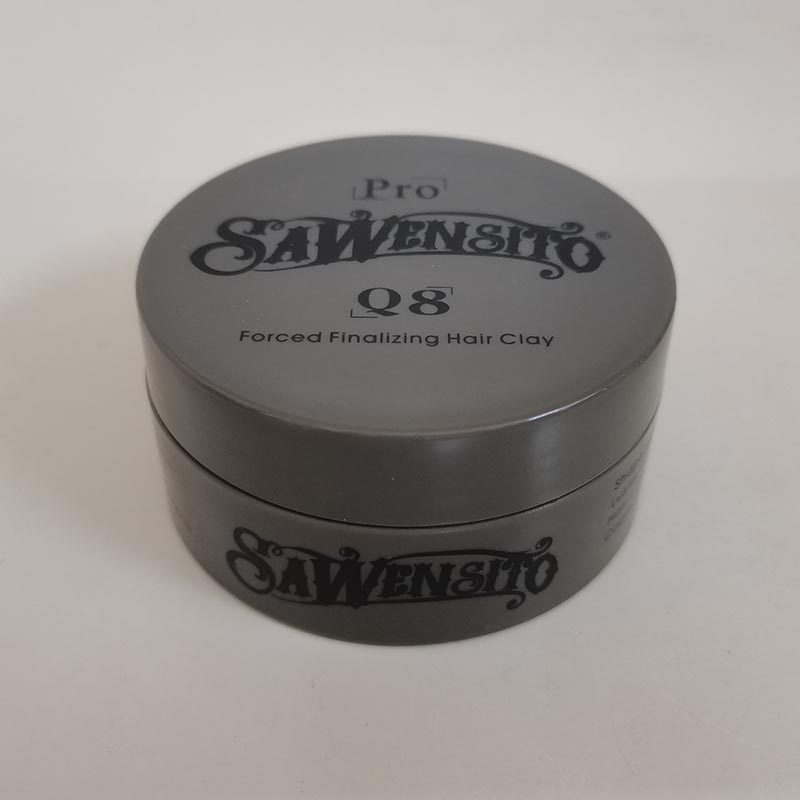 Pro
SAWENSITO®
Q8
Forced Finalizing Hair Clay
SAWENSITO